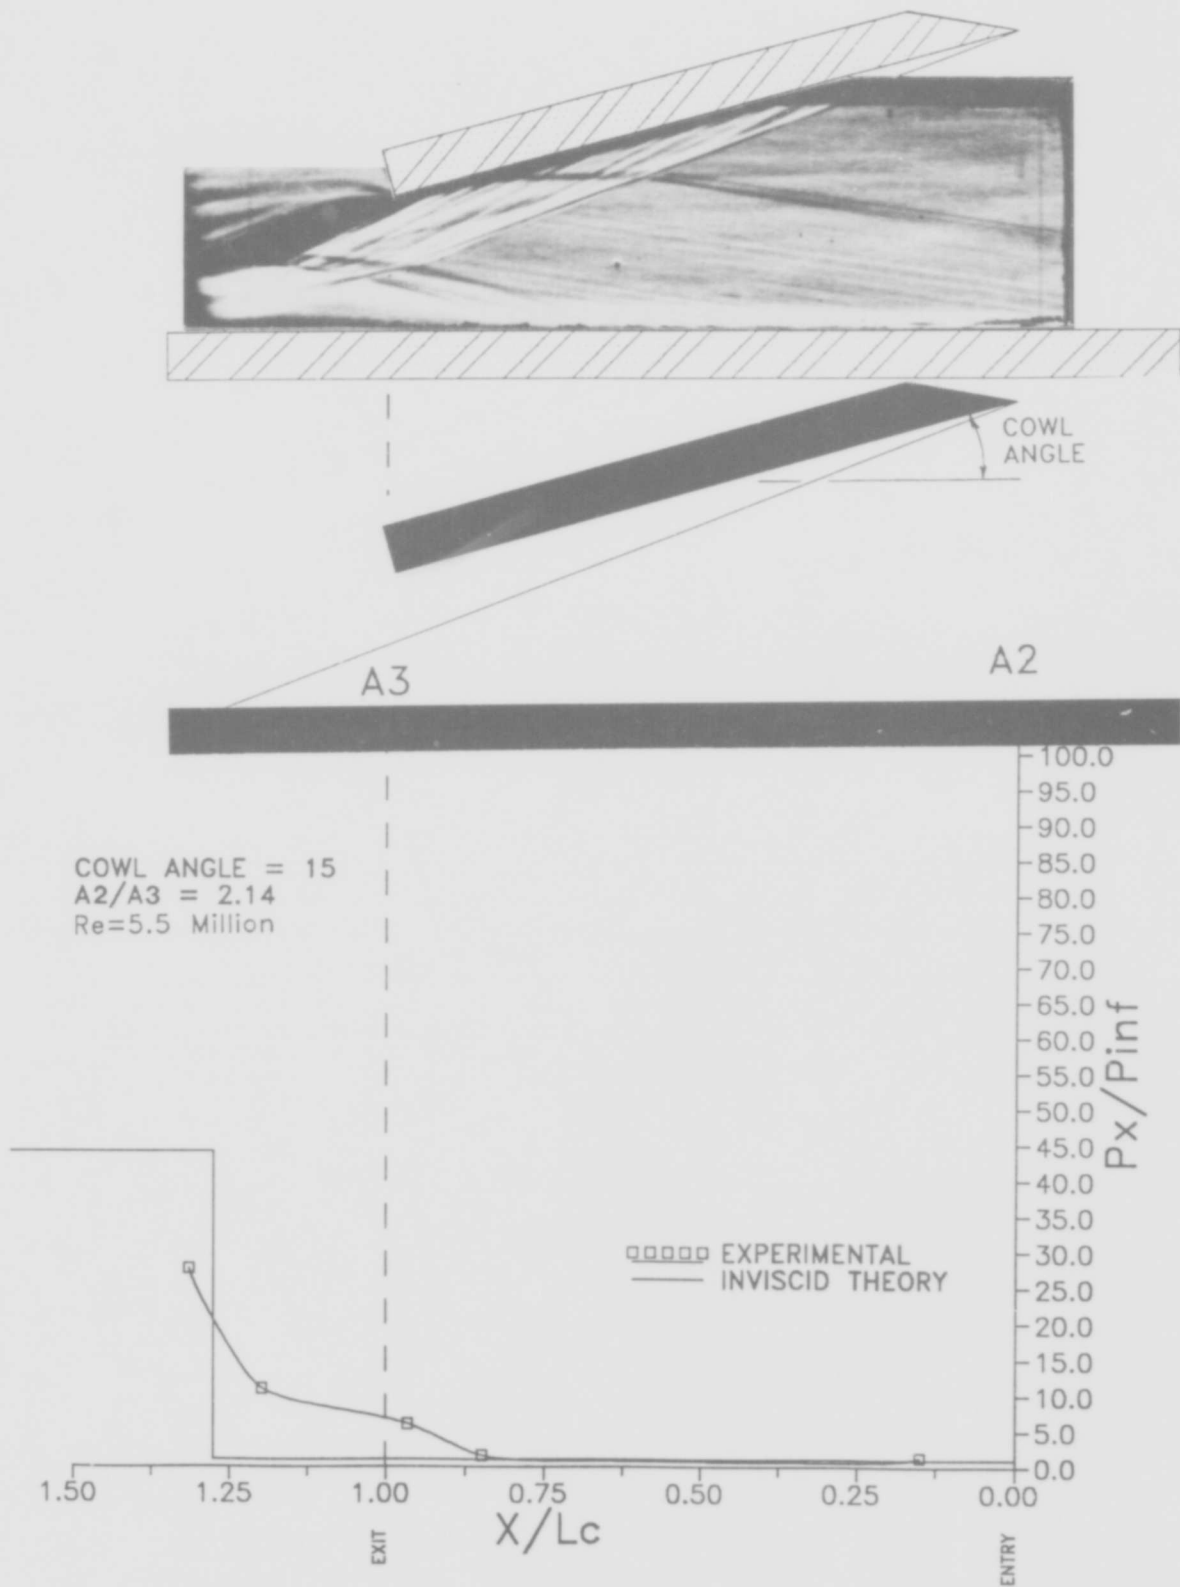 COWL
ANGLE
A3
A2
COWL ANGLE = 15
A2/A3 = 2.14
Re=5.5 Million
100.0
95.0
90.0
85.0
80.0
75.0
70.0
65.0
60.0
55.0
50.0
45.0
40.0
35.0
30.0
25.0
20.0
15.0
10.0
5.0
0.0
Px/Pinf
EXPERIMENTAL
INVISCID THEORY
1.50 1.25 1.00 0.75 0.50 0.25 0.00
X/Lc
EXIT
ENTRY